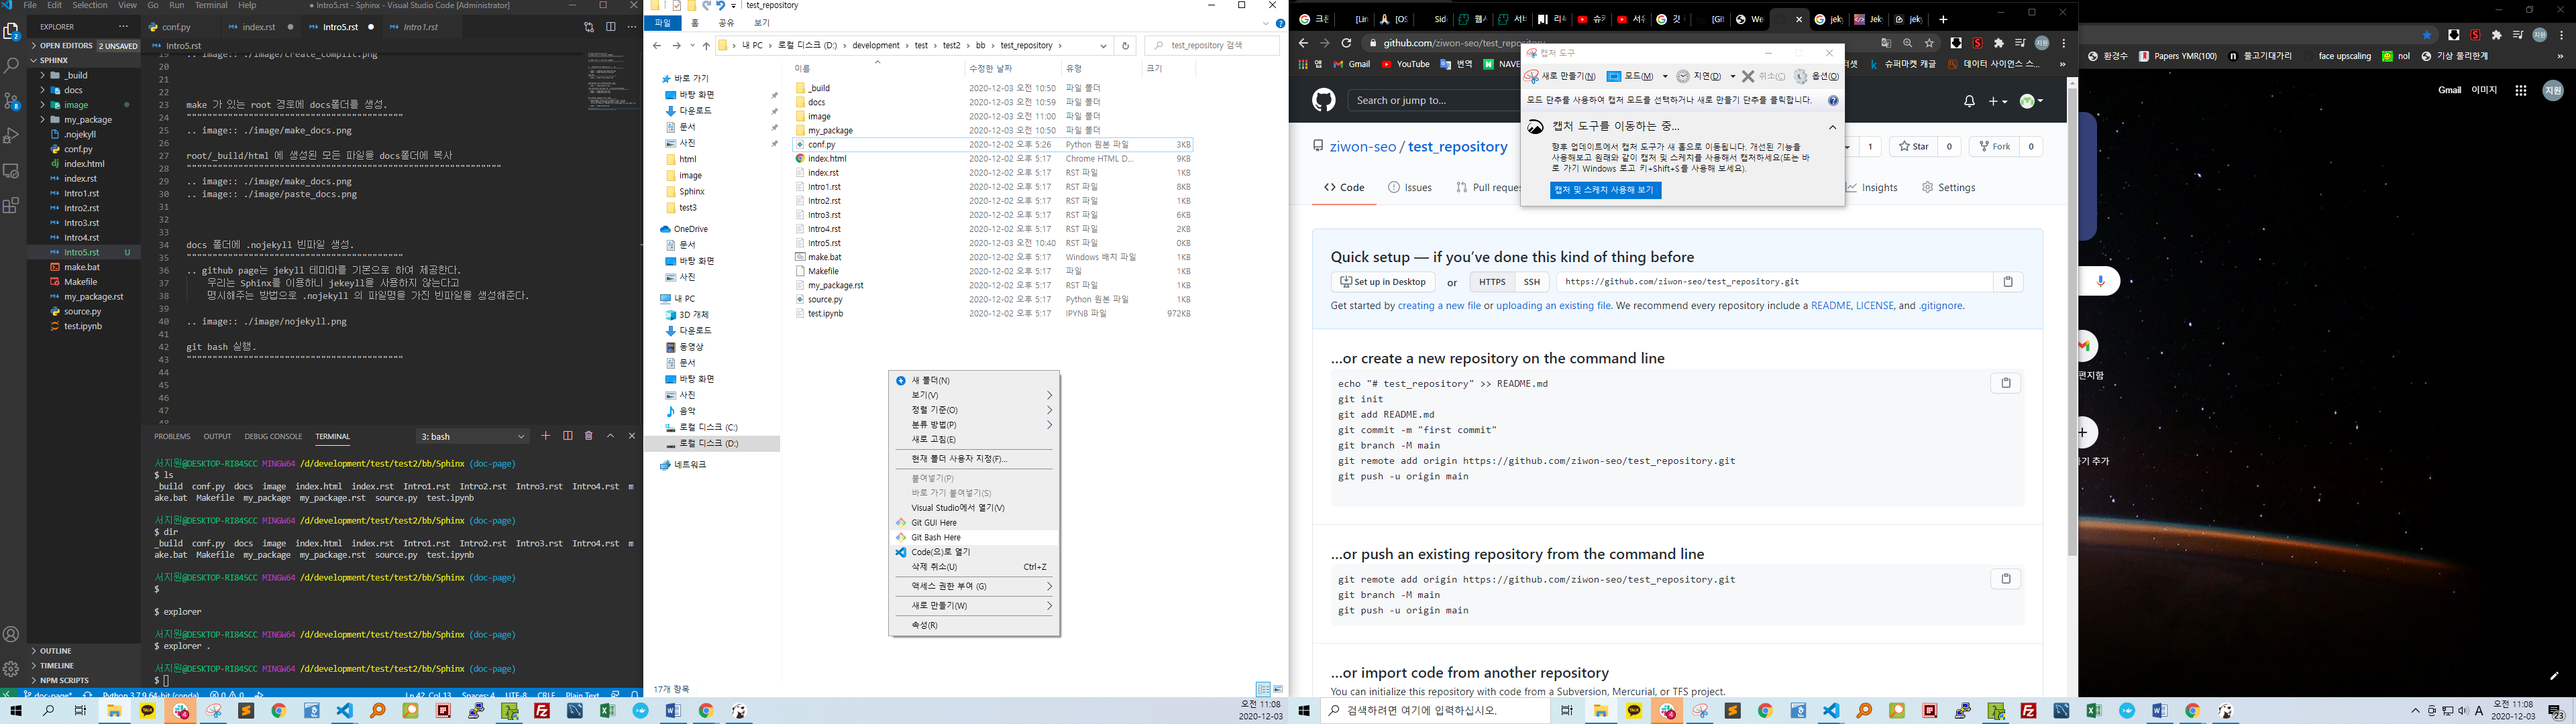 File Edit Selection View Go Run Terminal Help
● Intro5.rst - Sphinx - Visual Studio Code [Administrator]
EXPLORER
OPEN EDITORS 2 UNSAVED
SPHINX
_build
docs
image
my_package
.nojekyll
conf.py
index.html
index.rst
Intro1.rst
Intro2.rst
Intro3.rst
Intro4.rst
Intro5.rst U
make.bat
Makefile
my_package.rst
source.py
test.ipynb
OUTLINE
TIMELINE
NPM SCRIPTS
conf.py index.rst Intro5.rst Intro1.rst
Intro5.rst
19 .. image:: ./image/create_complit.png
20
21
22
23 make 가 있는 root 경로에 docs폴더를 생성.
24 """"""""""""""""""""""""""""""""""""""""""
25 .. image:: ./image/make_docs.png
26
27 root/_build/html 에 생성된 모든 파일을 docs폴더에 복사
28 """""""""""""""""""""""""""""""""""""""""""""""""""""""""""""
29 .. image:: ./image/make_docs.png
30 .. image:: ./image/paste_docs.png
31
32
33
34 docs 폴더에 .nojekyll 빈파일 생성.
35 """"""""""""""""""""""""""""""""""""""""""
36 .. github page는 jekyll 테마마를 기본으로 하여 제공한다.
37 우리는 Sphinx를 이용하니 jekeyll을 사용하지 않는다고
38 명시해주는 방법으로 .nojekyll 의 파일명을 가진 빈파일을 생성해준다.
39
40 .. image:: ./image/nojekyll.png
41
42 git bash 실행.
43 """"""""""""""""""""""""""""""""""""""""""
44
45
46
47
48
PROBLEMS OUTPUT DEBUG CONSOLE TERMINAL 3: bash
서지원@DESKTOP-RI84SCC MINGW64 /d/development/test/test2/bb/Sphinx (doc-page)
$ ls
_build conf.py docs image index.html index.rst Intro1.rst Intro2.rst Intro3.rst Intro4.rst m
ake.bat Makefile my_package my_package.rst source.py test.ipynb
서지원@DESKTOP-RI84SCC MINGW64 /d/development/test/test2/bb/Sphinx (doc-page)
$ dir
_build conf.py docs image index.html index.rst Intro1.rst Intro2.rst Intro3.rst Intro4.rst m
ake.bat Makefile my_package my_package.rst source.py test.ipynb
서지원@DESKTOP-RI84SCC MINGW64 /d/development/test/test2/bb/Sphinx (doc-page)
$
$ explorer
서지원@DESKTOP-RI84SCC MINGW64 /d/development/test/test2/bb/Sphinx (doc-page)
$ explorer .
서지원@DESKTOP-RI84SCC MINGW64 /d/development/test/test2/bb/Sphinx (doc-page)
$
doc-page* Python 3.7.9 64-bit (conda) 0 0 Ln 42, Col 13 Spaces: 4 UTF-8 CRLF Plain Text
test_repository
파일 홈 공유 보기
내 PC > 로컬 디스크 (D:) > development > test > test2 > bb > test_repository
test_repository 검색
바로 가기
바탕 화면
다운로드
문서
사진
html
image
Sphinx
test3
OneDrive
문서
바탕 화면
사진
내 PC
3D 개체
다운로드
동영상
문서
바탕 화면
사진
음악
로컬 디스크 (C:)
로컬 디스크 (D:)
네트워크
이름 수정한 날짜 유형 크기
_build 2020-12-03 오전 10:50 파일 폴더
docs 2020-12-03 오전 10:59 파일 폴더
image 2020-12-03 오전 11:00 파일 폴더
my_package 2020-12-03 오전 10:50 파일 폴더
conf.py 2020-12-02 오후 5:26 Python 원본 파일 3KB
index.html 2020-12-02 오후 5:17 Chrome HTML D... 9KB
index.rst 2020-12-02 오후 5:17 RST 파일 1KB
Intro1.rst 2020-12-02 오후 5:17 RST 파일 8KB
Intro2.rst 2020-12-02 오후 5:17 RST 파일 1KB
Intro3.rst 2020-12-02 오후 5:17 RST 파일 6KB
Intro4.rst 2020-12-02 오후 5:17 RST 파일 2KB
Intro5.rst 2020-12-03 오전 10:40 RST 파일 0KB
make.bat 2020-12-02 오후 5:17 Windows 배치 파일 1KB
Makefile 2020-12-02 오후 5:17 파일 1KB
my_package.rst 2020-12-02 오후 5:17 RST 파일 1KB
source.py 2020-12-02 오후 5:17 Python 원본 파일 1KB
test.ipynb 2020-12-02 오후 5:17 IPYNB 파일 972KB
새 폴더(N)
보기(V)
정렬 기준(O)
분류 방법(P)
새로 고침(E)
현재 폴더 사용자 지정(F)...
붙여넣기(P)
바로 가기 붙여넣기(S)
Visual Studio에서 열기(V)
Git GUI Here
Git Bash Here
Code(으)로 열기
삭제 취소(U) Ctrl+Z
액세스 권한 부여 (G)
새로 만들기(W)
속성(R)
17개 항목
오전 11:08
2020-12-03
github.com/ziwon-seo/test_repository
앱 Gmail YouTube 번역 NAVE 슈퍼마켓 캐글 데이터 사이언스 스...
Search or jump to...
ziwon-seo / test_repository
1 Star 0 Fork 0
Code Issues Pull reque Insights Settings
캡처 도구
새로 만들기(N) 모드(M) 지연(D) 취소(C) 옵션(O)
모드 단추를 사용하여 캡처 모드를 선택하거나 새로 만들기 단추를 클릭합니다.
캡처 도구를 이동하는 중...
향후 업데이트에서 캡처 도구가 새 홈으로 이동됩니다. 개선된 기능을
사용해보고 원래와 같이 캡처 및 스케치를 사용해서 캡처하세요(또는 바
로 가기 Windows 로고 키+Shift+S를 사용해 보세요).
캡처 및 스케치 사용해 보기
Quick setup — if you’ve done this kind of thing before
Set up in Desktop or HTTPS SSH https://github.com/ziwon-seo/test_repository.git
Get started by creating a new file or uploading an existing file. We recommend every repository include a README, LICENSE, and .gitignore.
…or create a new repository on the command line
echo "# test_repository" >> README.md
git init
git add README.md
git commit -m "first commit"
git branch -M main
git remote add origin https://github.com/ziwon-seo/test_repository.git
git push -u origin main
…or push an existing repository from the command line
git remote add origin https://github.com/ziwon-seo/test_repository.git
git branch -M main
git push -u origin main
…or import code from another repository
You can initialize this repository with code from a Subversion, Mercurial, or TFS project.
검색하려면 여기에 입력하십시오.
환경수 Papers YMR(100) 물고기대가리 face upscaling nol 기상 물리한계
Gmail 이미지 지원
편지함
가기 추가
오전 11:08
2020-12-03